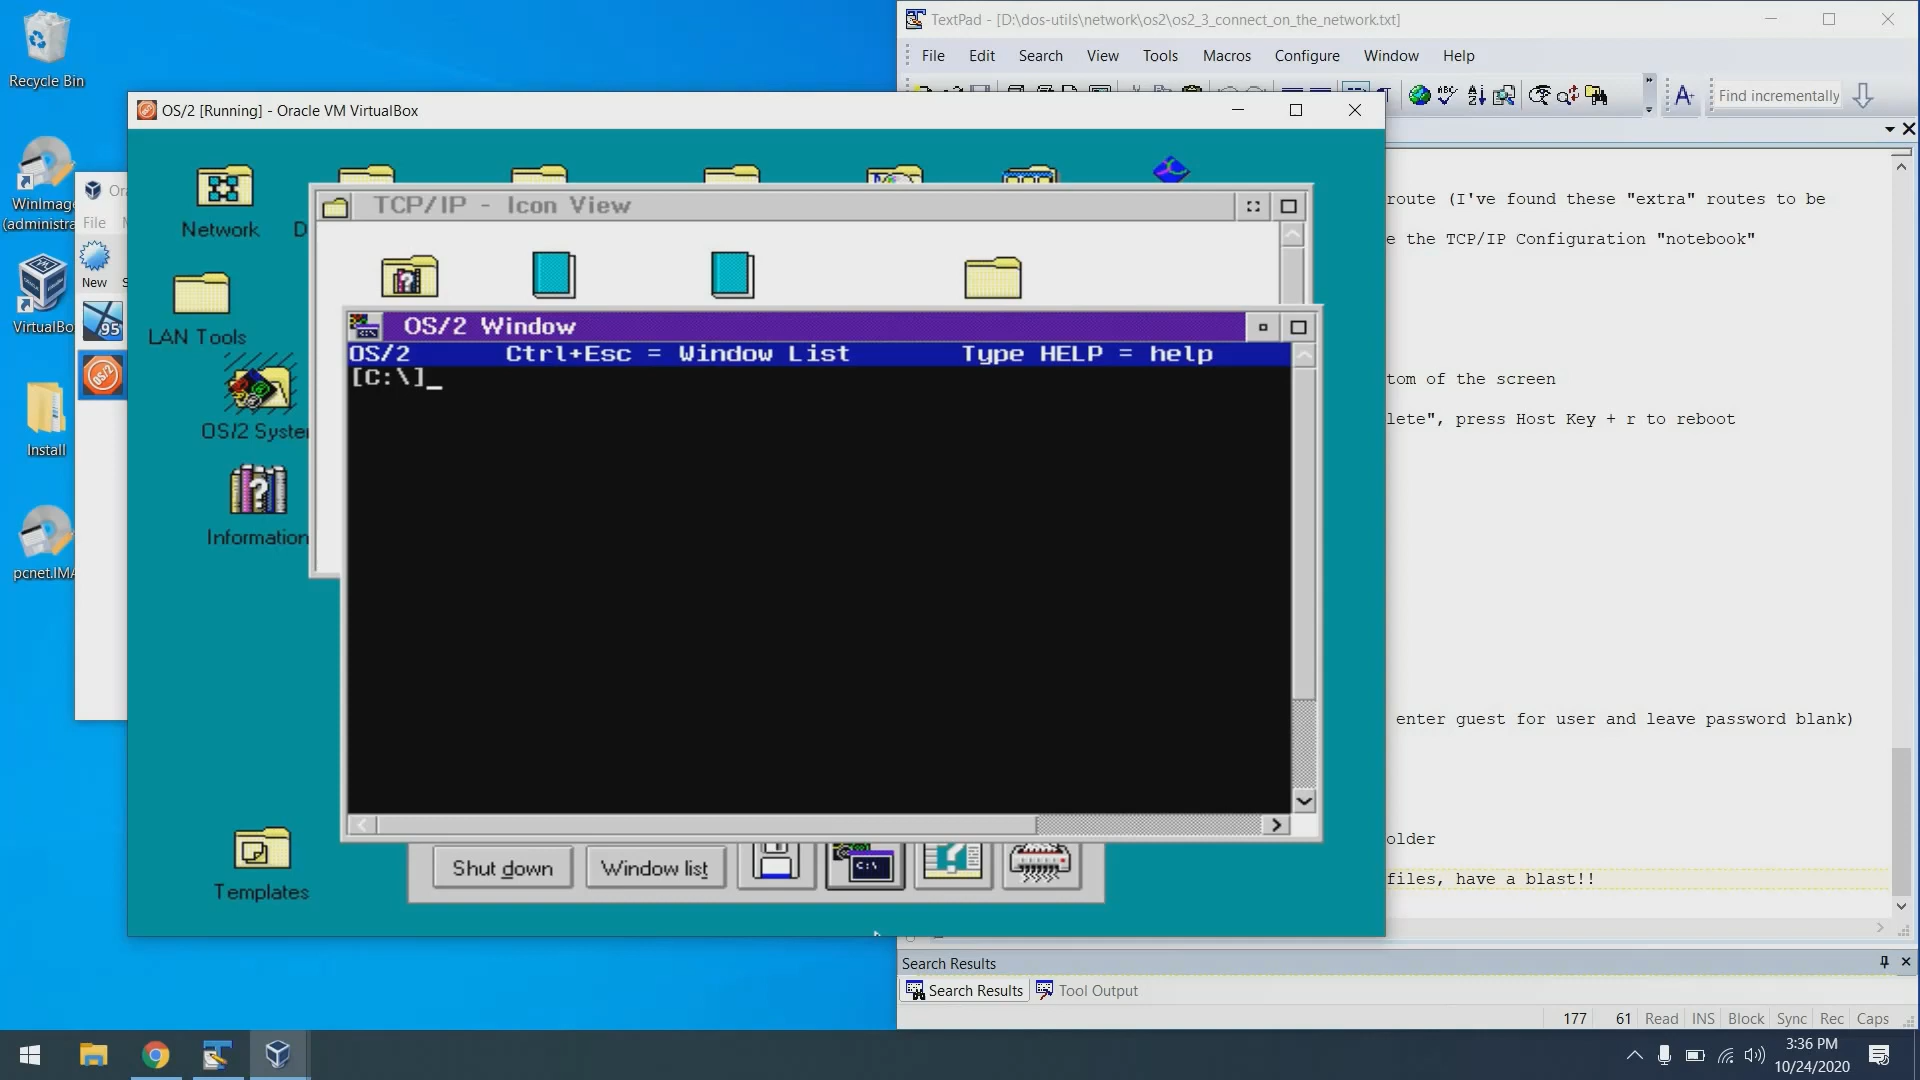 Recycle Bin
WinImage
(administra
VirtualBo
Install
pcnet.IMA
Ora
File
New
95
OS/2
OS/2 [Running] - Oracle VM VirtualBox
Network
LAN Tools
OS/2 Syste
Information
Templates
TCP/IP - Icon View
OS/2 Window
OS/2 Ctrl+Esc = Window List Type HELP = help
[C:\]_
Shut down
Window list
TextPad - [D:\dos-utils\network\os2\os2_3_connect_on_the_network.txt]
File Edit Search View Tools Macros Configure Window Help
Find incrementally
route (I've found these "extra" routes to be
e the TCP/IP Configuration "notebook"
tom of the screen
lete", press Host Key + r to reboot
enter guest for user and leave password blank)
older
files, have a blast!!
Search Results
Search Results Tool Output
177 61 Read INS Block Sync Rec Caps
3:36 PM
10/24/2020